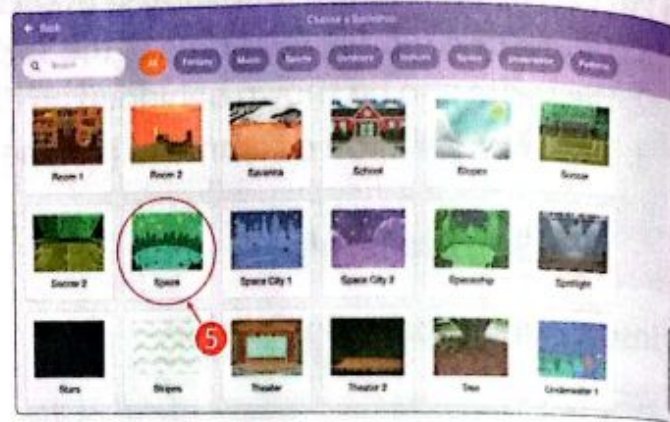 ← Back Choose a Backdrop
Search All Fantasy Music Sports Outdoors Indoors Space Underwater Patterns
Room 1 Room 2 Savanna School Slopes Soccer
Soccer 2 Space Space City 1 Space City 2 Spaceship Spotlight
5
Stars Stripes Theater Theater 2 Tree Underwater 1